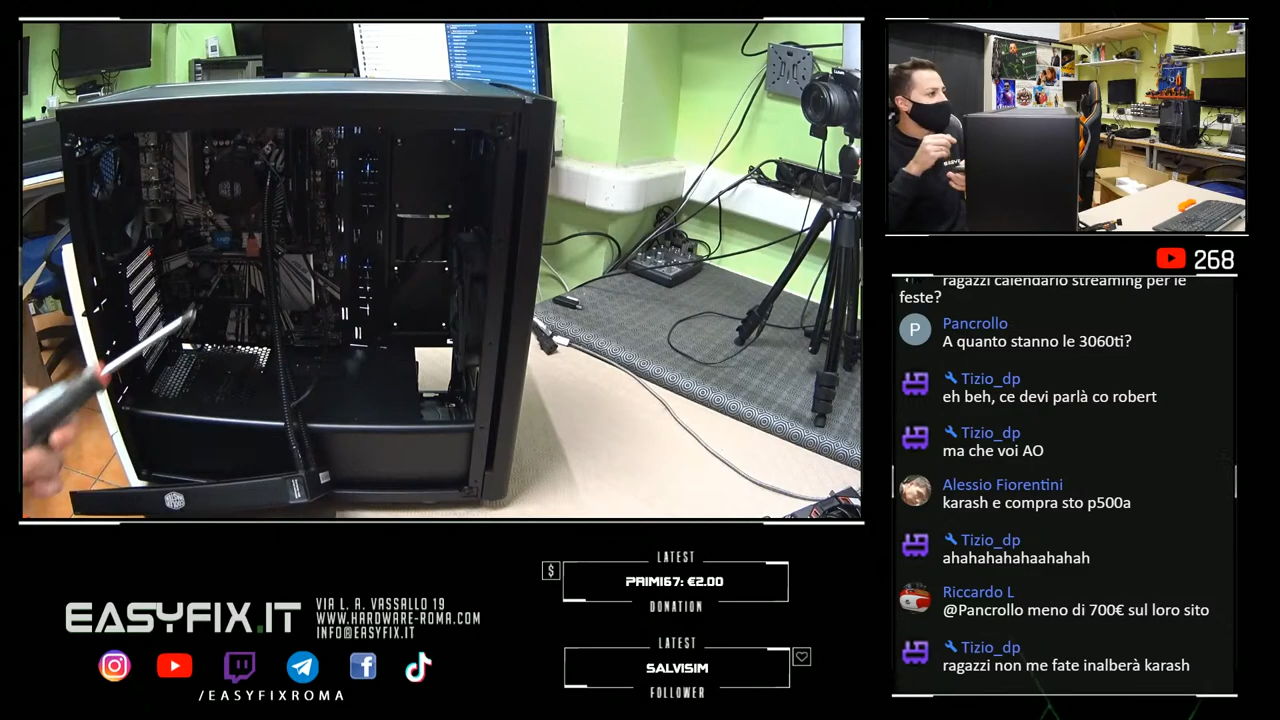 268
ragazzi calendario streaming per le
feste?
P
Pancrollo
A quanto stanno le 3060ti?
Tizio_dp
eh beh, ce devi parlà co robert
Tizio_dp
ma che voi AO
Alessio Fiorentini
karash e compra sto p500a
Tizio_dp
ahahahahaahahah
Riccardo L
@Pancrollo meno di 700€ sul loro sito
Tizio_dp
ragazzi non me fate inalberà karash
EASYFIX.IT
VIA L. A. VASSALLO 19
WWW.HARDWARE-ROMA.COM
INFO@EASYFIX.IT
/EASYFIXROMA
LATEST
$
PRIMI67: €2.00
DONATION
LATEST
SALVISIM
FOLLOWER